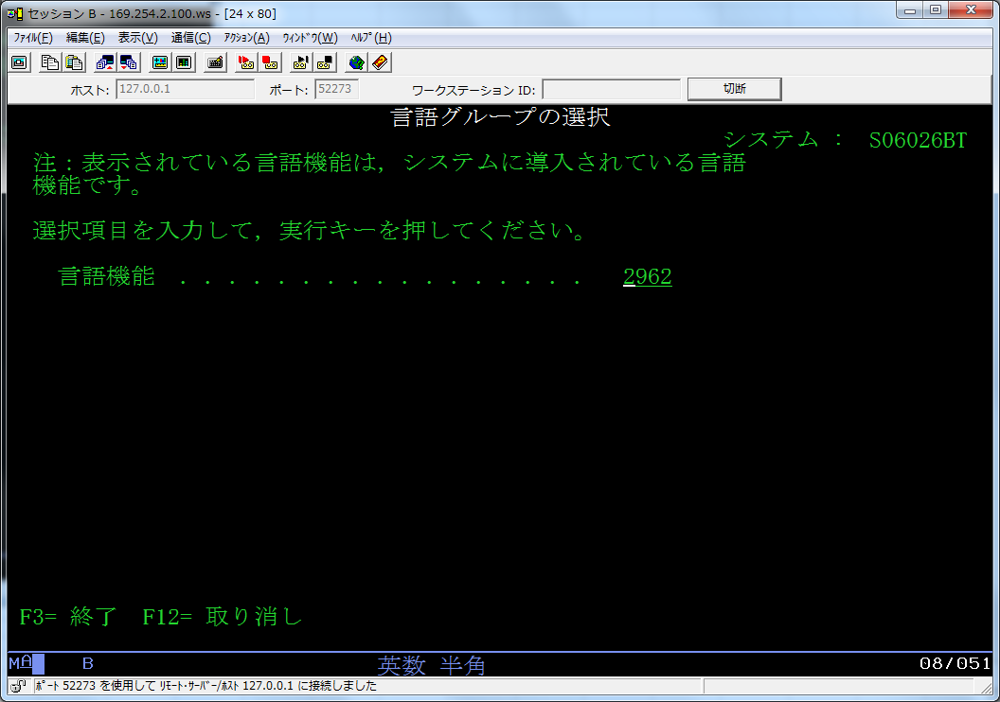 セッション B - 169.254.2.100.ws - [24 x 80]
ﾌｧｲﾙ(F) 編集(E) 表示(V) 通信(C) ｱｸｼｮﾝ(A) ｳｨﾝﾄﾞｳ(W) ﾍﾙﾌﾟ(H)
ホスト: 127.0.0.1 ポート: 52273 ワークステーション ID: 切断
言語グループの選択
システム : S06026BT
注：表示されている言語機能は，システムに導入されている言語
機能です。
選択項目を入力して，実行キーを押してください。
言語機能 . . . . . . . . . . . . . . . . . 2962
F3= 終了 F12= 取り消し
MA B 英数 半角 08/051
ﾎﾟｰﾄ 52273 を使用して ﾘﾓｰﾄ･ｻｰﾊﾞｰ/ﾎｽﾄ 127.0.0.1 に接続しました